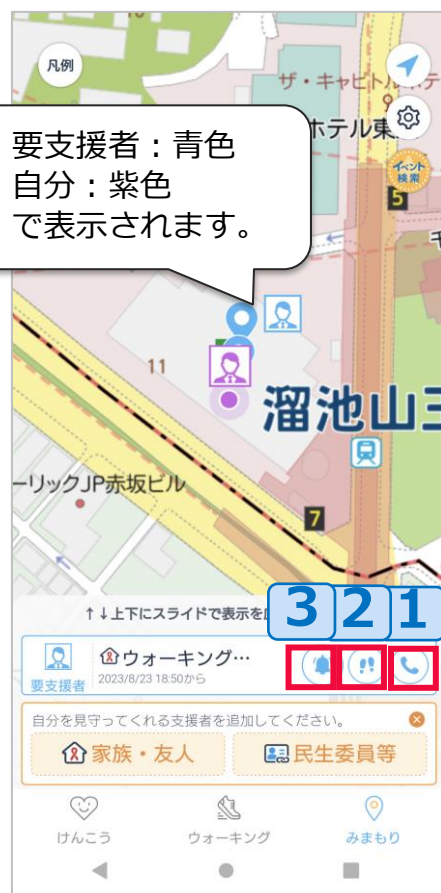 凡例
ザ・キャピトル
ホテル東
イベント
検索
5
要支援者：青色
自分：紫色
で表示されます。
11
溜池山王
ーリックJP赤坂ビル
7
↑↓上下にスライドで表示を
3 2 1
ウォーキング…
2023/8/23 18:50から
要支援者
自分を見守ってくれる支援者を追加してください。
家族・友人
民生委員等
けんこう
ウォーキング
みまもり